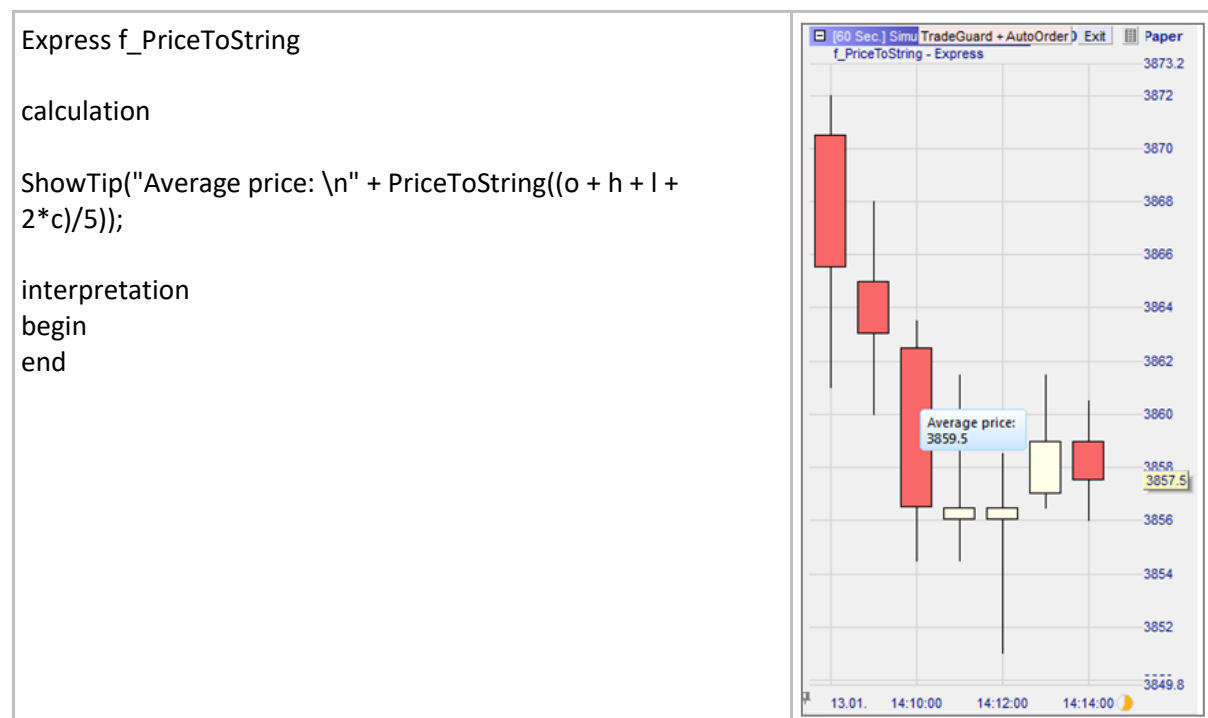 Express f_PriceToString
calculation
ShowTip("Average price: \n" + PriceToString((o + h + l +
2*c)/5));
interpretation
begin
end
[60 Sec.] Simu TradeGuard + AutoOrder Exit Paper
f_PriceToString - Express
3873.2
3872
3870
3868
3866
3864
3862
3860
Average price:
3859.5
3858
3857.5
3856
3854
3852
3849.8
13.01. 14:10:00 14:12:00 14:14:00